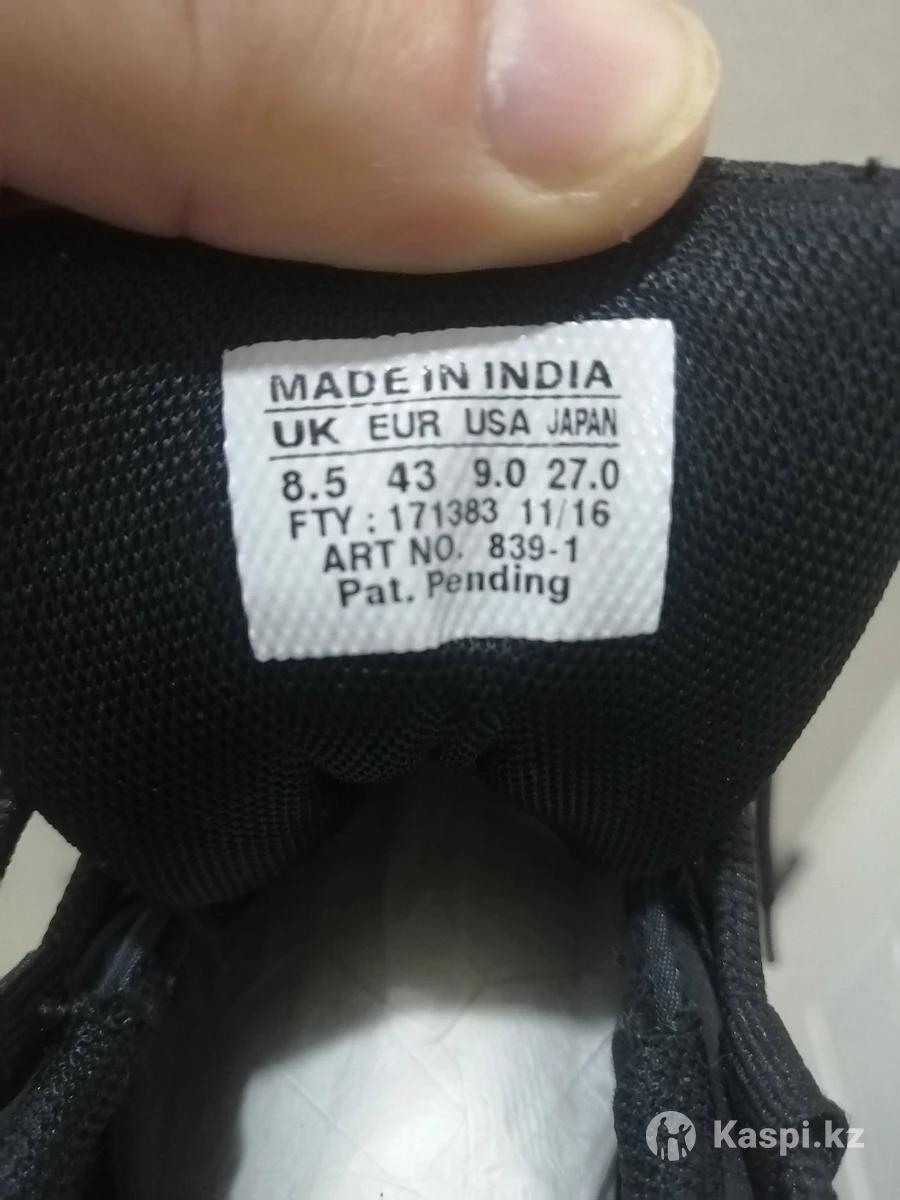 MADE IN INDIA
UK EUR USA JAPAN
8.5 43 9.0 27.0
FTY : 171383 11/16
ART NO. 839-1
Pat. Pending
Kaspi.kz